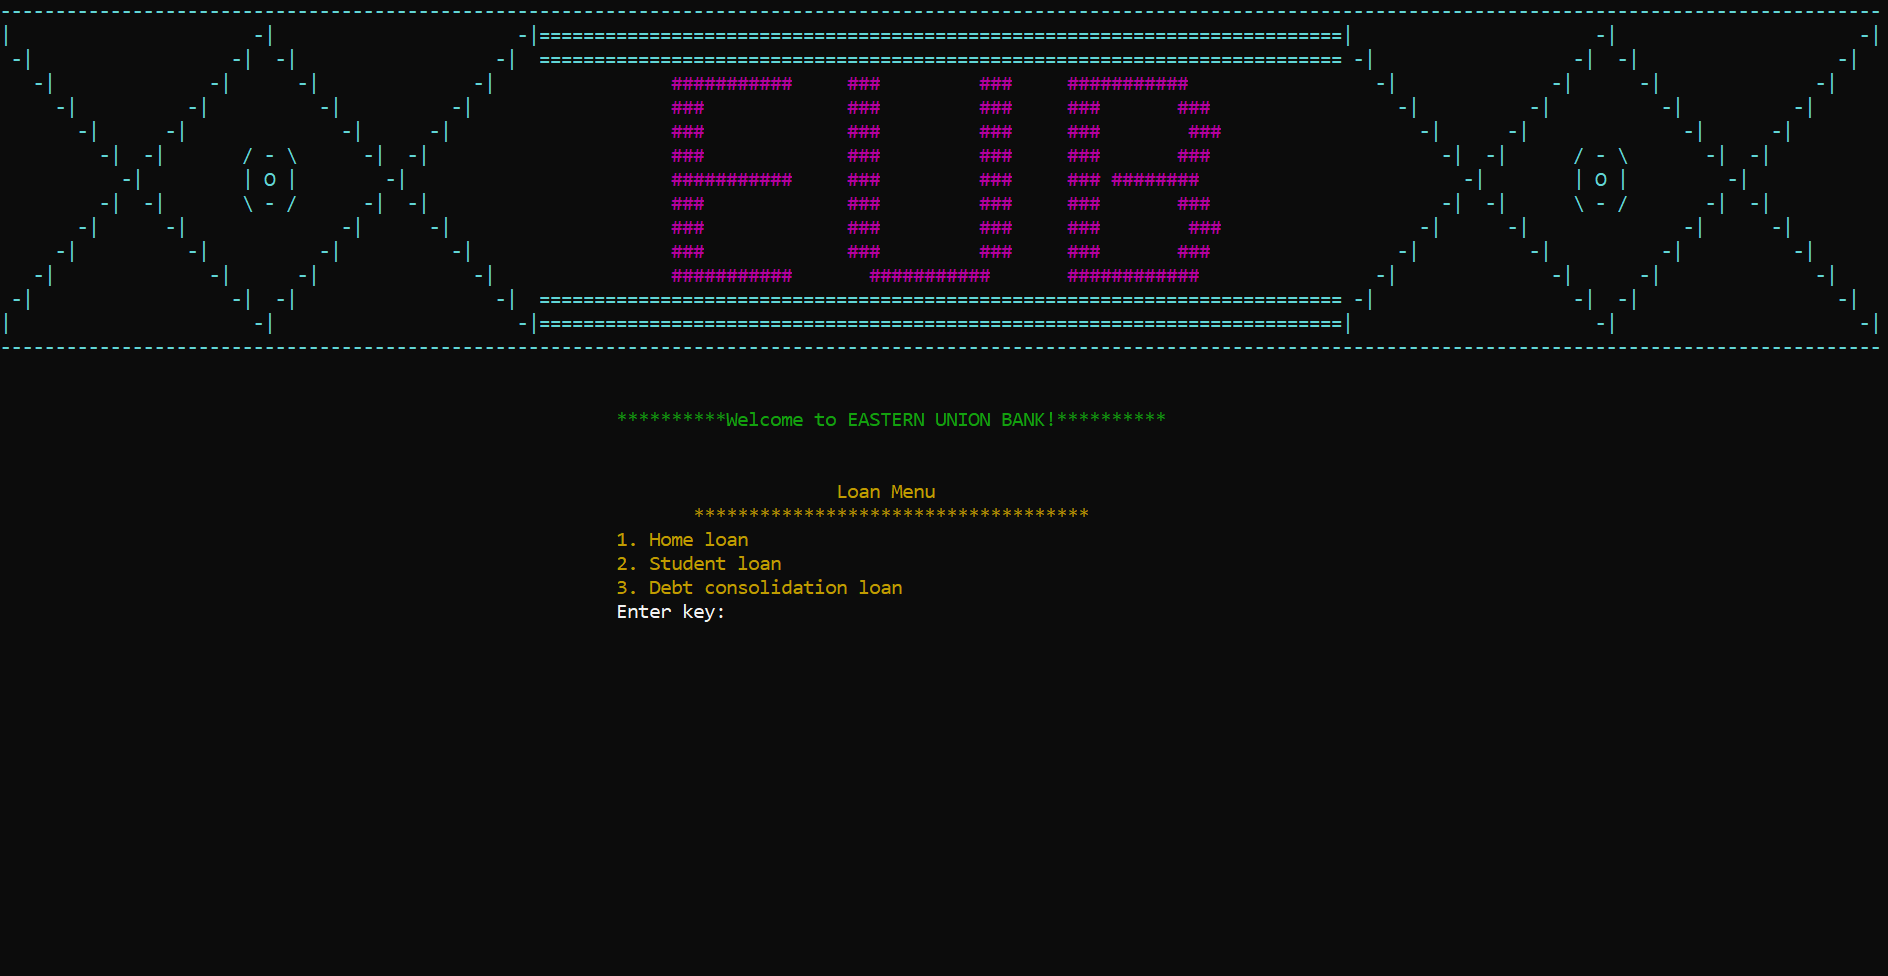 EUB
**********Welcome to EASTERN UNION BANK!**********
Loan Menu
************************************
1. Home loan
2. Student loan
3. Debt consolidation loan
Enter key: